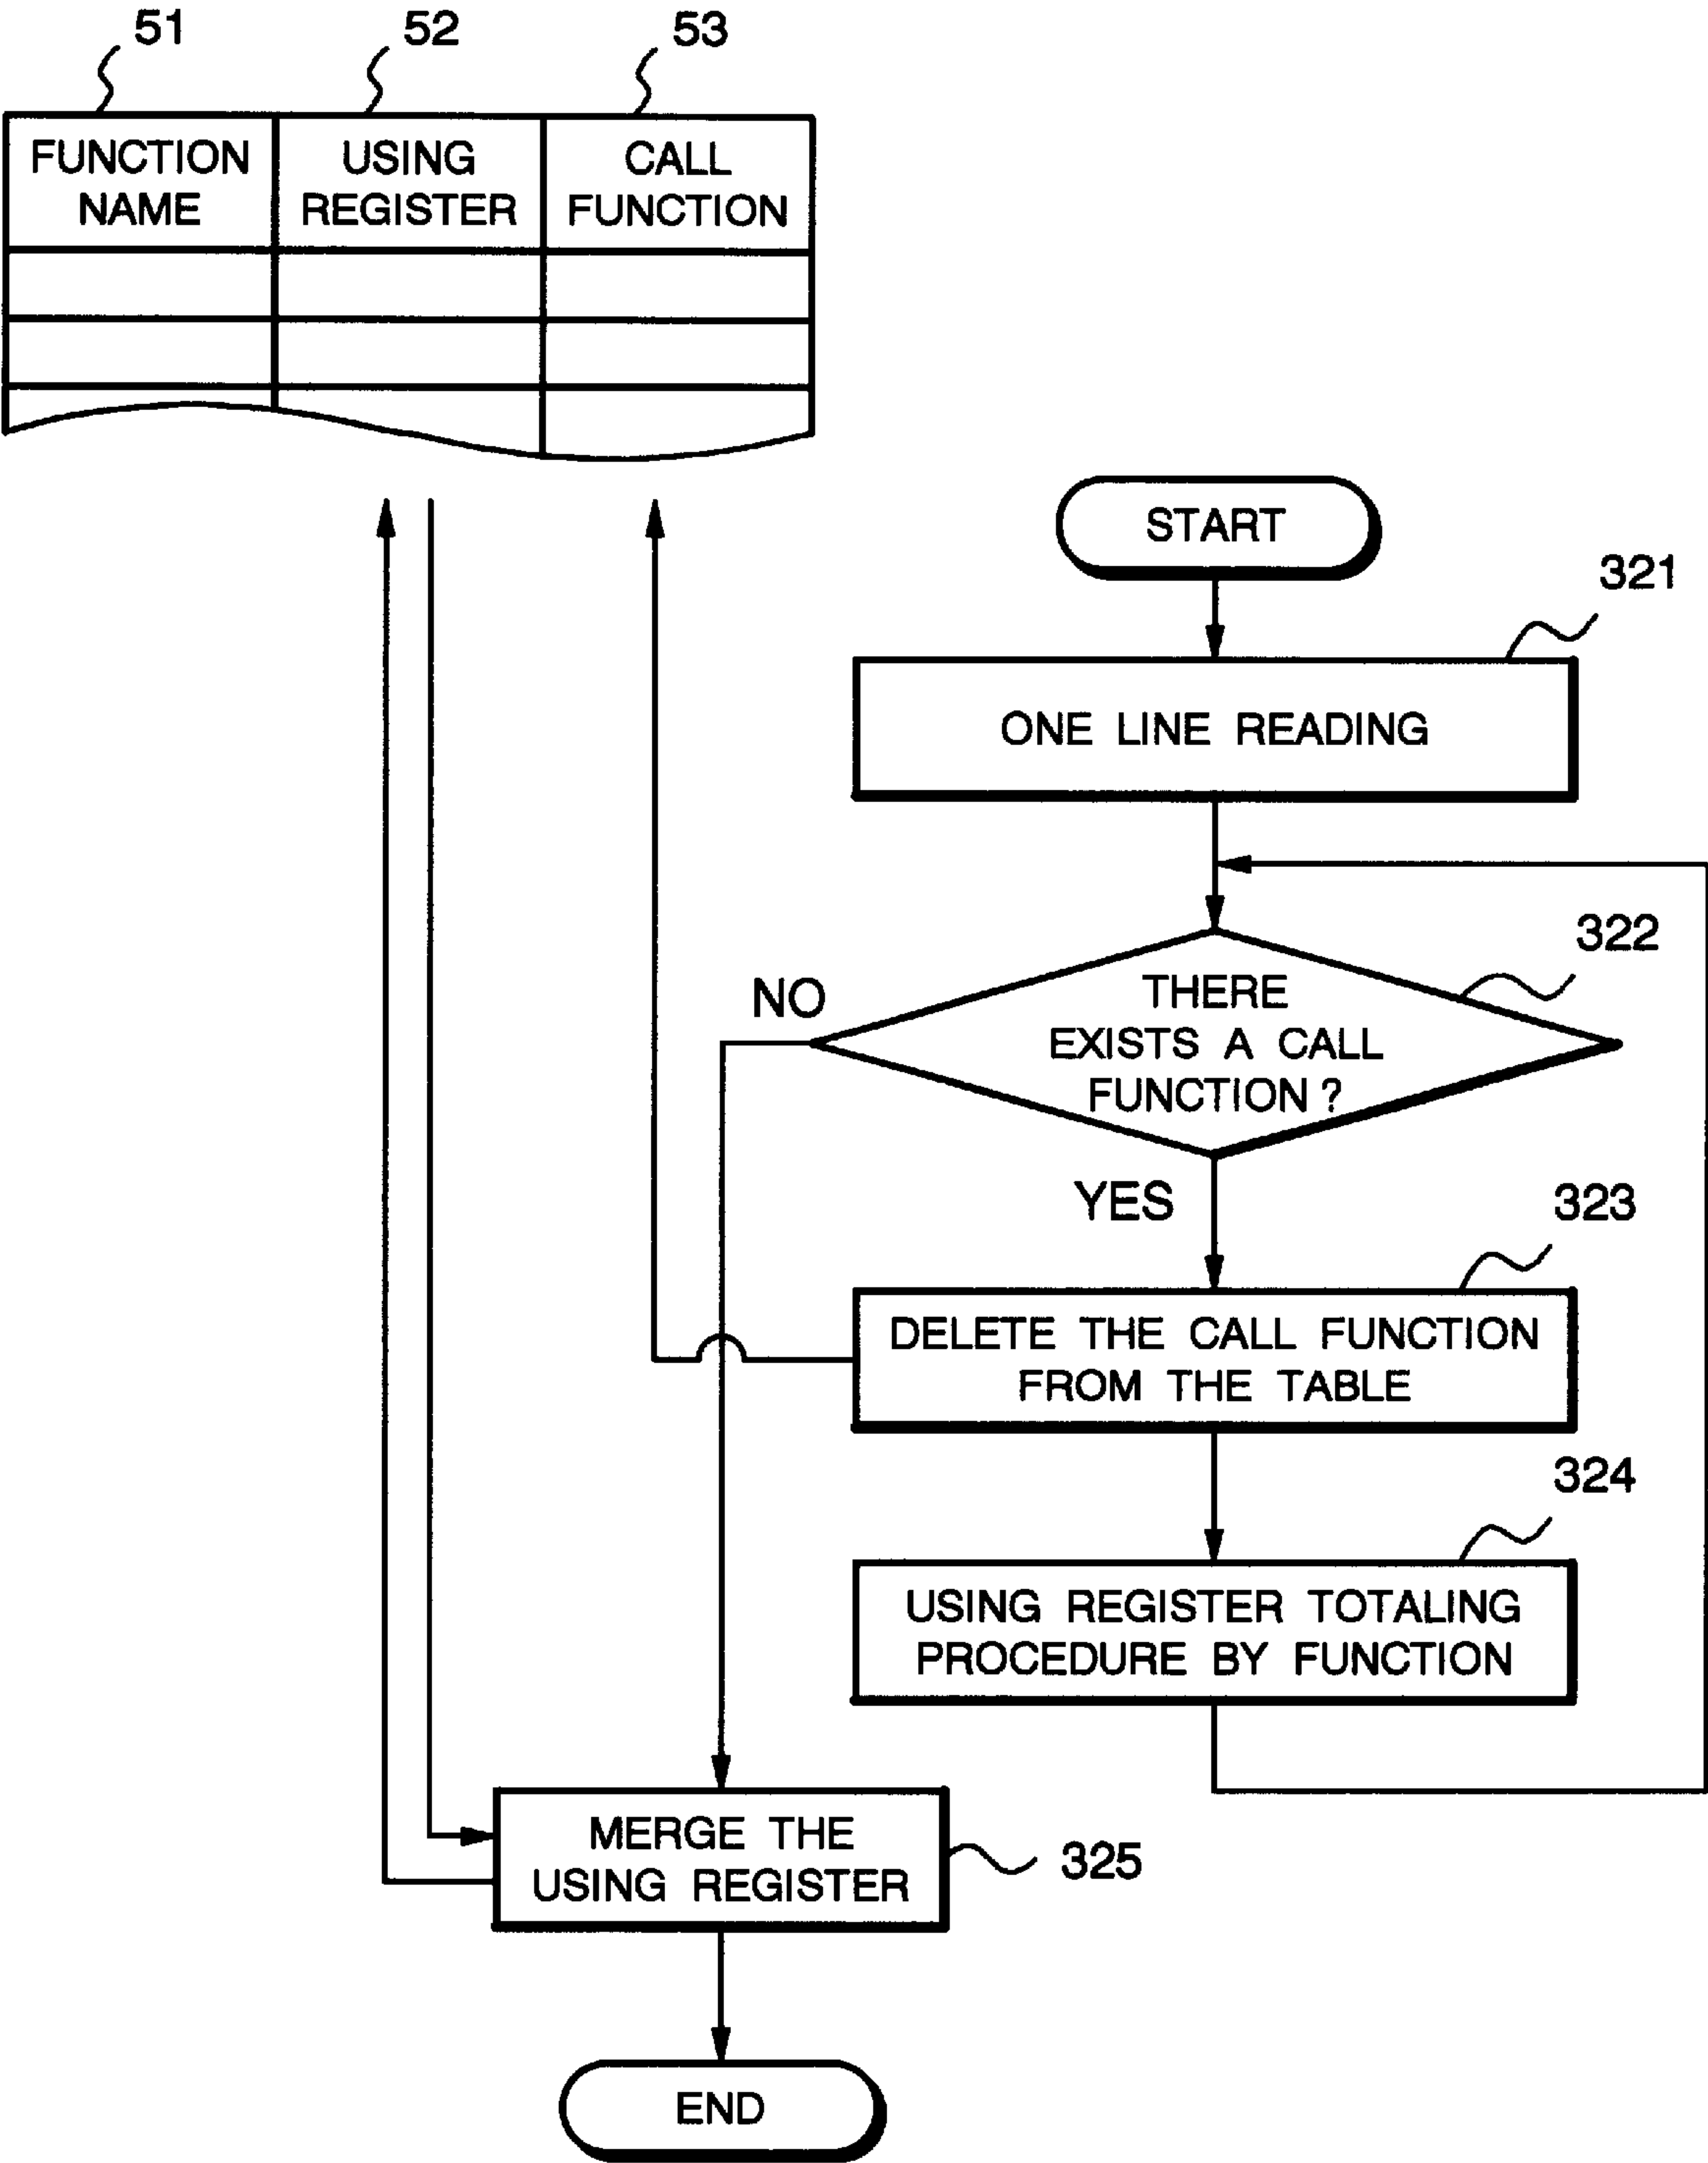 51
52
53
FUNCTION
NAME
USING
REGISTER
CALL
FUNCTION
START
321
ONE LINE READING
322
NO
THERE
EXISTS A CALL
FUNCTION?
YES
323
DELETE THE CALL FUNCTION
FROM THE TABLE
324
USING REGISTER TOTALING
PROCEDURE BY FUNCTION
MERGE THE
USING REGISTER
325
END